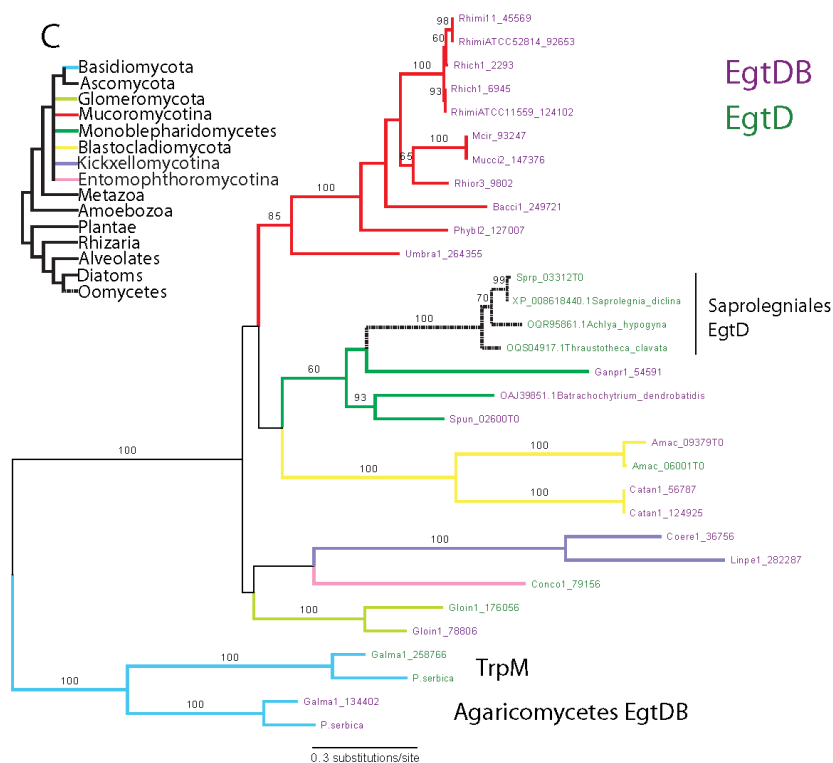 C
Basidiomycota
Ascomycota
Glomeromycota
Mucoromycotina
Monoblepharidomycetes
Blastocladiomycota
Kickxellomycotina
Entomophthoromycotina
Metazoa
Amoebozoa
Plantae
Rhizaria
Alveolates
Diatoms
Oomycetes
EgtDB
EgtD
98
Rhimi11_45569
60
RhimiATCC52814_92653
100
Rhich1_2293
93
Rhich1_6945
RhimiATCC11559_124102
100
Mcir_93247
65
Mucci2_147376
Rhior3_9802
100
Bacci1_249721
85
Phybl2_127007
Umbra1_264355
99
Sprp_03312T0
70
XP_008618440.1Saprolegnia_diclina
100
OQR95861.1Achlya_hypogyna
OQS04917.1Thraustotheca_clavata
Saprolegniales
EgtD
60
Ganpr1_54591
93
OAJ39851.1Batrachochytrium_dendrobatidis
Spun_02600T0
100
Amac_09379T0
Amac_06001T0
100
100
Catan1_56787
Catan1_124925
100
Coere1_36756
Linpe1_282287
Conco1_79156
100
Gloin1_176056
Gloin1_78806
100
Galma1_258766
P.serbica
TrpM
100
100
Galma1_134402
P.serbica
Agaricomycetes EgtDB
0.3 substitutions/site